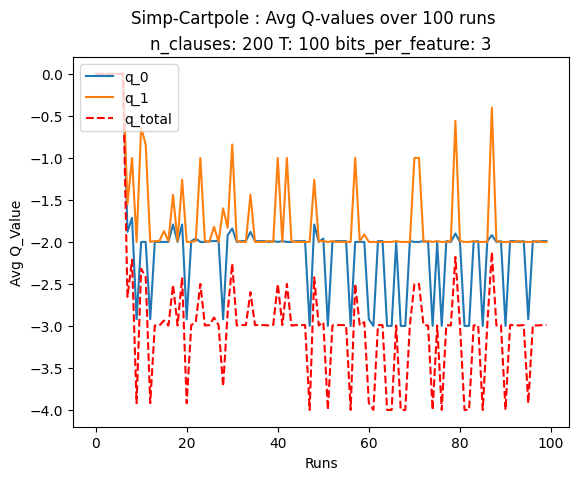 Simp-Cartpole : Avg Q-values over 100 runs
n_clauses: 200 T: 100 bits_per_feature: 3
q_0
q_1
q_total
Avg Q_Value
0.0
−0.5
−1.0
−1.5
−2.0
−2.5
−3.0
−3.5
−4.0
0 20 40 60 80 100
Runs